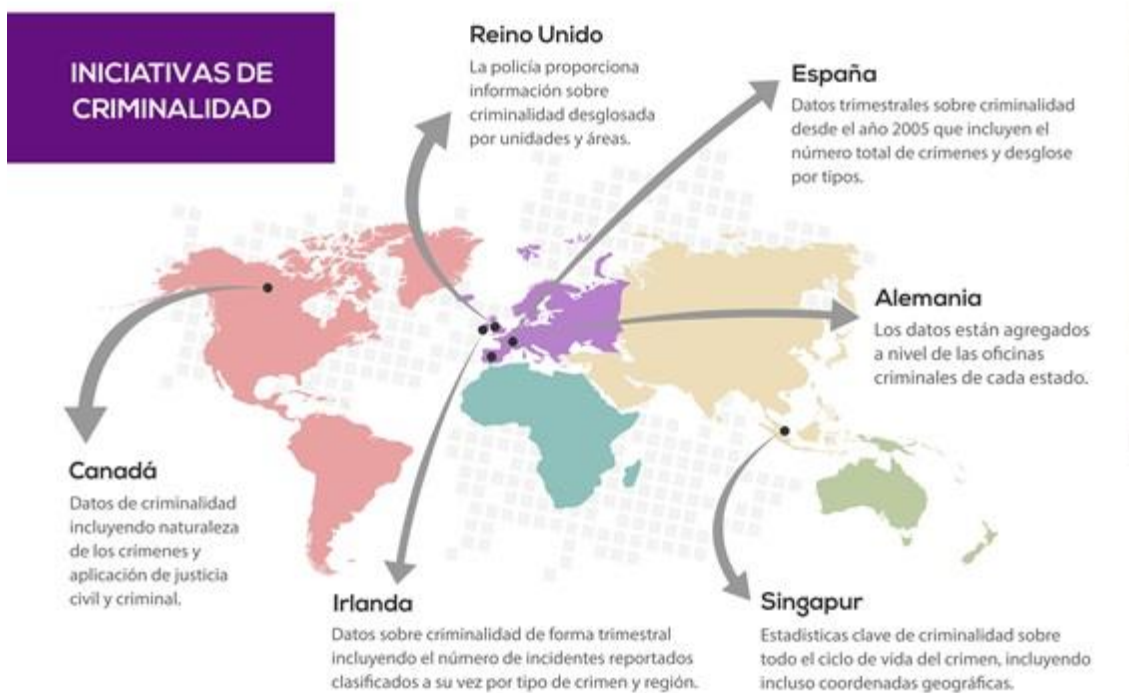 INICIATIVAS DE
CRIMINALIDAD
Reino Unido
La policía proporciona
información sobre
criminalidad desglosada
por unidades y áreas.
España
Datos trimestrales sobre criminalidad
desde el año 2005 que incluyen el
número total de crímenes y desglose
por tipos.
Alemania
Los datos están agregados
a nivel de las oficinas
criminales de cada estado.
Canadá
Datos de criminalidad
incluyendo naturaleza
de los crímenes y
aplicación de justicia
civil y criminal.
Irlanda
Datos sobre criminalidad de forma trimestral
incluyendo el número de incidentes reportados
clasificados a su vez por tipo de crimen y región.
Singapur
Estadísticas clave de criminalidad sobre
todo el ciclo de vida del crimen, incluyendo
incluso coordenadas geográficas.